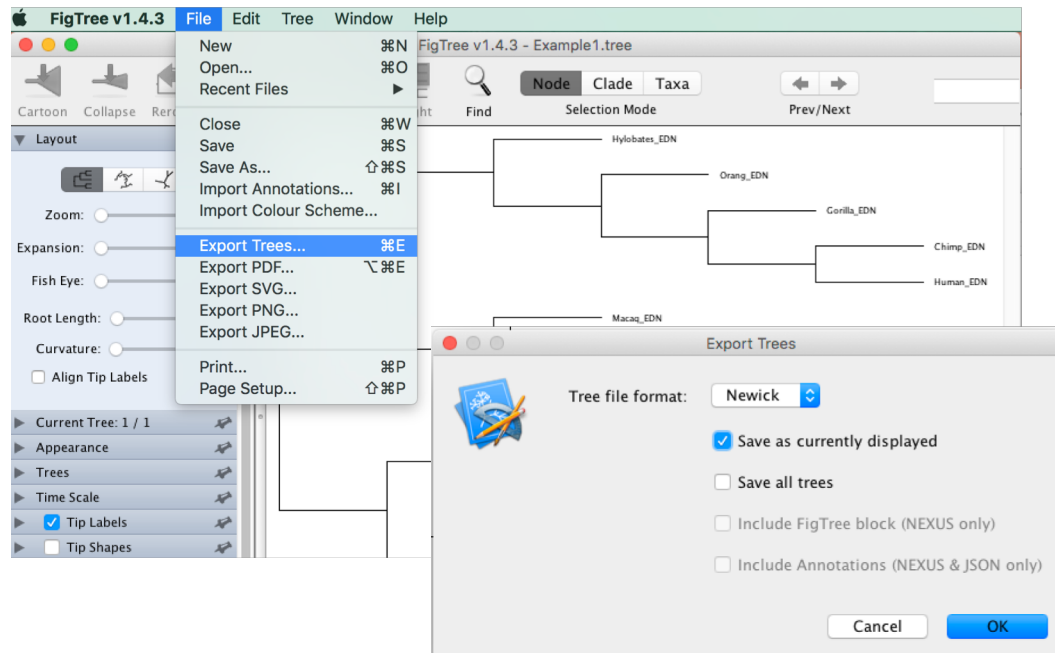 FigTree v1.4.3 File Edit Tree Window Help
FigTree v1.4.3 - Example1.tree
New ⌘N
Open... ⌘O
Recent Files ▶
Close ⌘W
Save ⌘S
Save As... ⇧⌘S
Import Annotations... ⌘I
Import Colour Scheme...
Export Trees... ⌘E
Export PDF... ⌥⌘E
Export SVG...
Export PNG...
Export JPEG...
Print... ⌘P
Page Setup... ⇧⌘P
Node Clade Taxa
Cartoon Collapse Find Selection Mode Prev/Next
Layout
Zoom:
Expansion:
Fish Eye:
Root Length:
Curvature:
Align Tip Labels
Current Tree: 1 / 1
Appearance
Trees
Time Scale
Tip Labels
Tip Shapes
Hylobates_EDN
Orang_EDN
Gorilla_EDN
Chimp_EDN
Human_EDN
Macaq_EDN
Export Trees
Tree file format: Newick
Save as currently displayed
Save all trees
Include FigTree block (NEXUS only)
Include Annotations (NEXUS & JSON only)
Cancel OK